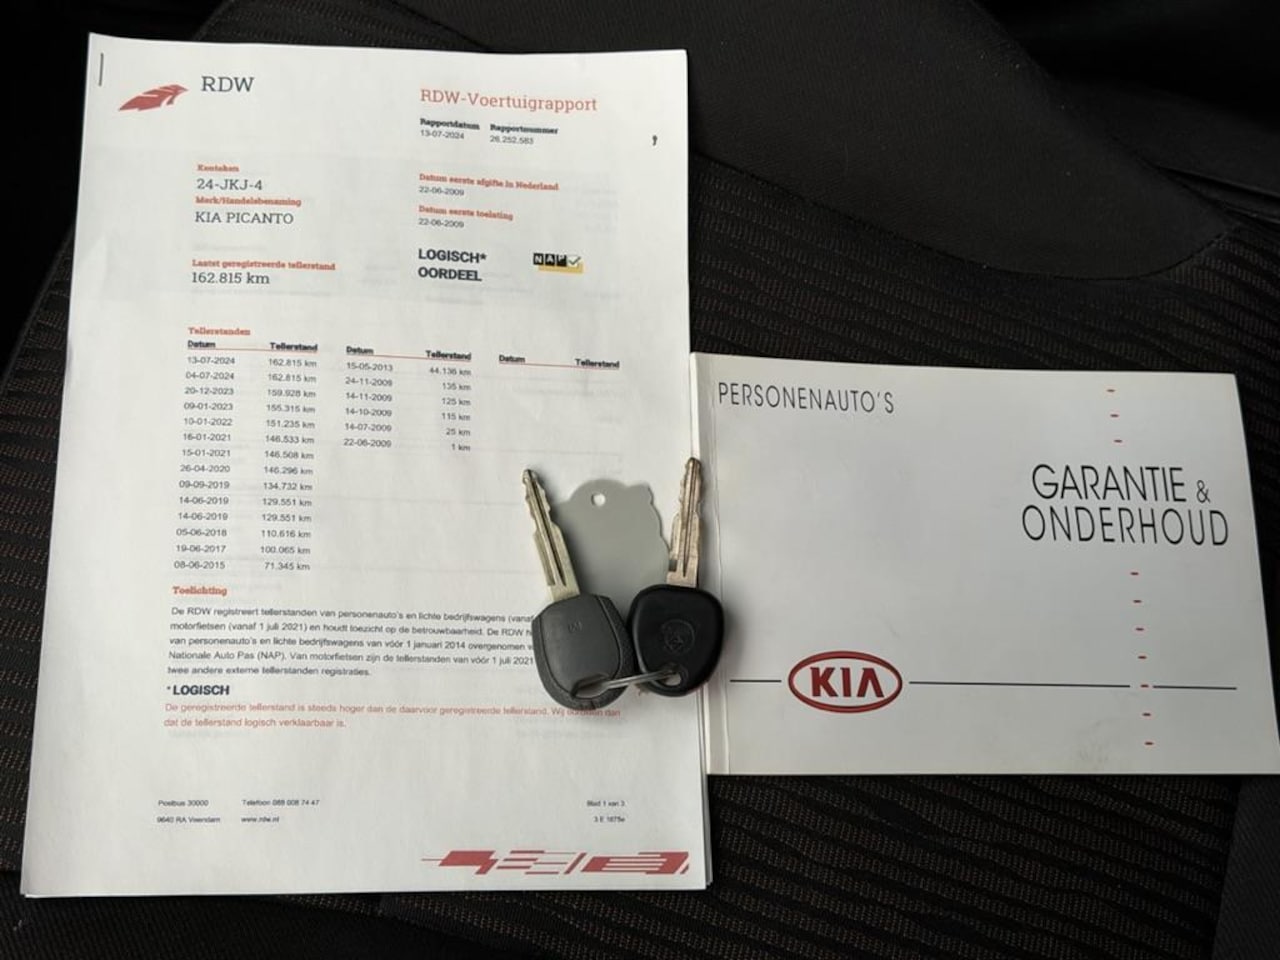 RDW
RDW-Voertuigrapport
Rapportdatum Rapportnummer
13-07-2024 26.252.583
Kenteken
24-JKJ-4
Merk/Handelsbenaming
KIA PICANTO
Datum eerste afgifte in Nederland
22-06-2009
Datum eerste toelating
22-06-2009
Laatst geregistreerde tellerstand
162.815 km
LOGISCH*
OORDEEL
NAP
Tellerstanden
Datum Tellerstand Datum Tellerstand Datum Tellerstand
13-07-2024 162.815 km 15-05-2013 44.136 km
04-07-2024 162.815 km 24-11-2009 135 km
20-12-2023 159.928 km 14-11-2009 125 km
09-01-2023 155.315 km 14-10-2009 115 km
10-01-2022 151.235 km 14-07-2009 25 km
16-01-2021 146.533 km 22-06-2009 1 km
15-01-2021 146.508 km
26-04-2020 146.296 km
09-09-2019 134.732 km
14-06-2019 129.551 km
14-06-2019 129.551 km
05-06-2018 110.616 km
19-06-2017 100.065 km
08-06-2015 71.345 km
Toelichting
De RDW registreert tellerstanden van personenauto's en lichte bedrijfswagens (vanaf
motorfietsen (vanaf 1 juli 2021) en houdt toezicht op de betrouwbaarheid. De RDW
van personenauto's en lichte bedrijfswagens van vóór 1 januari 2014 overgenomen
Nationale Auto Pas (NAP). Van motorfietsen zijn de tellerstanden van vóór 1 juli 2021
twee andere externe tellerstanden registraties.
*LOGISCH
De geregistreerde tellerstand is steeds hoger dan de daarvoor geregistreerde tellerstand. Wij dan
dat de tellerstand logisch verklaarbaar is.
Postbus 30000 Telefoon 088 008 74 47 Blad 1 van 3
9640 RA Veendam www.rdw.nl 3 E 1675e
PERSONENAUTO'S
GARANTIE &
ONDERHOUD
KIA